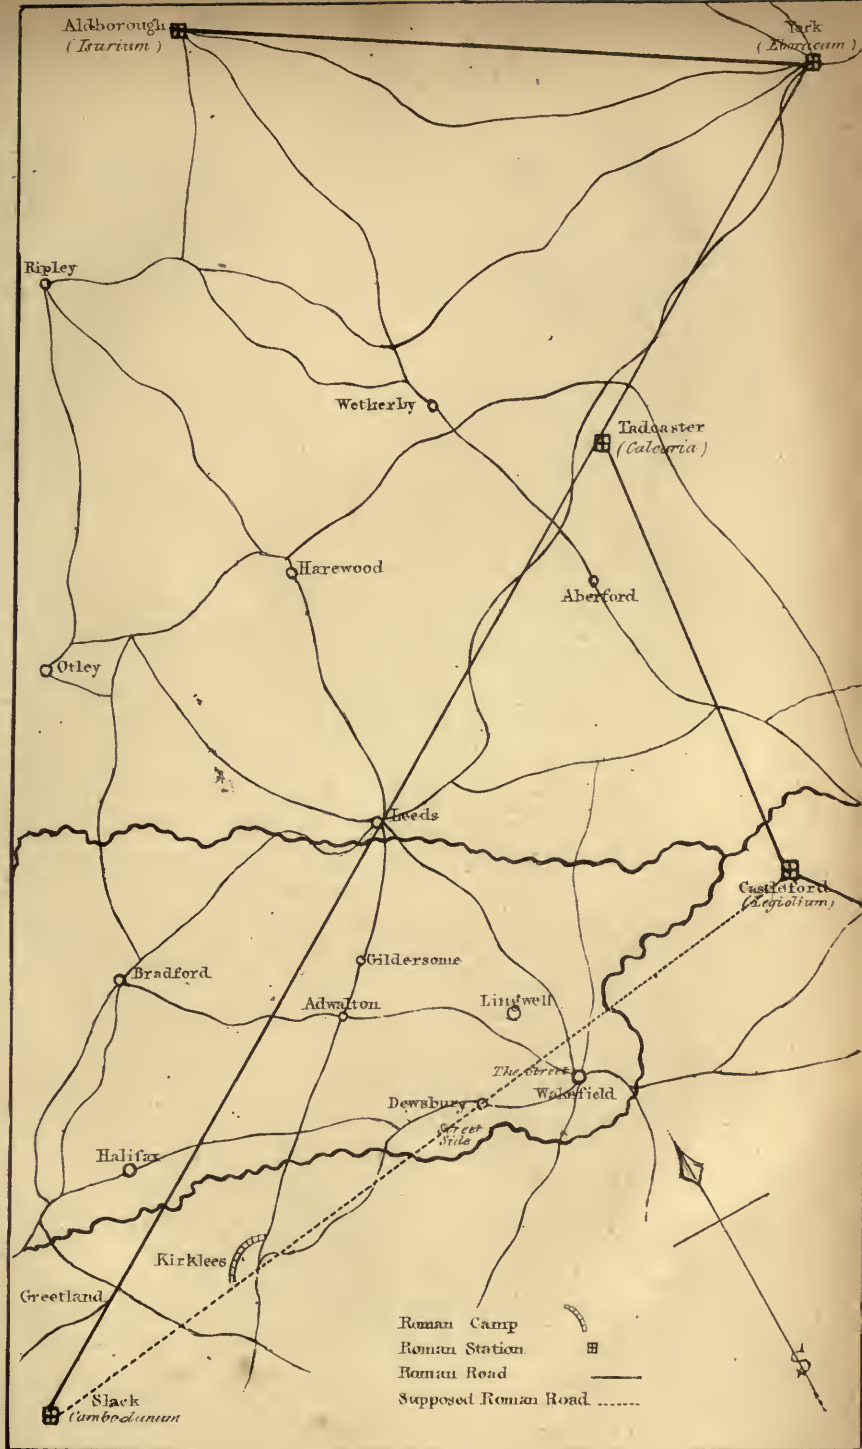 Aldborough
(Isurium)
York
(Eboracum)
Ripley
Wetherby
Tadcaster
(Calcaria)
Harewood
Aberford
Otley
Leeds
Castleford
(Legiolium)
Bradford
Gildersome
Adwalton
Lingwell
The Street
Wakefield
Dewsbury
Street
Side
Halifax
Kirklees
Greetland
Slack
Cambodunum
Roman Camp
Roman Station
Roman Road
Supposed Roman Road
S